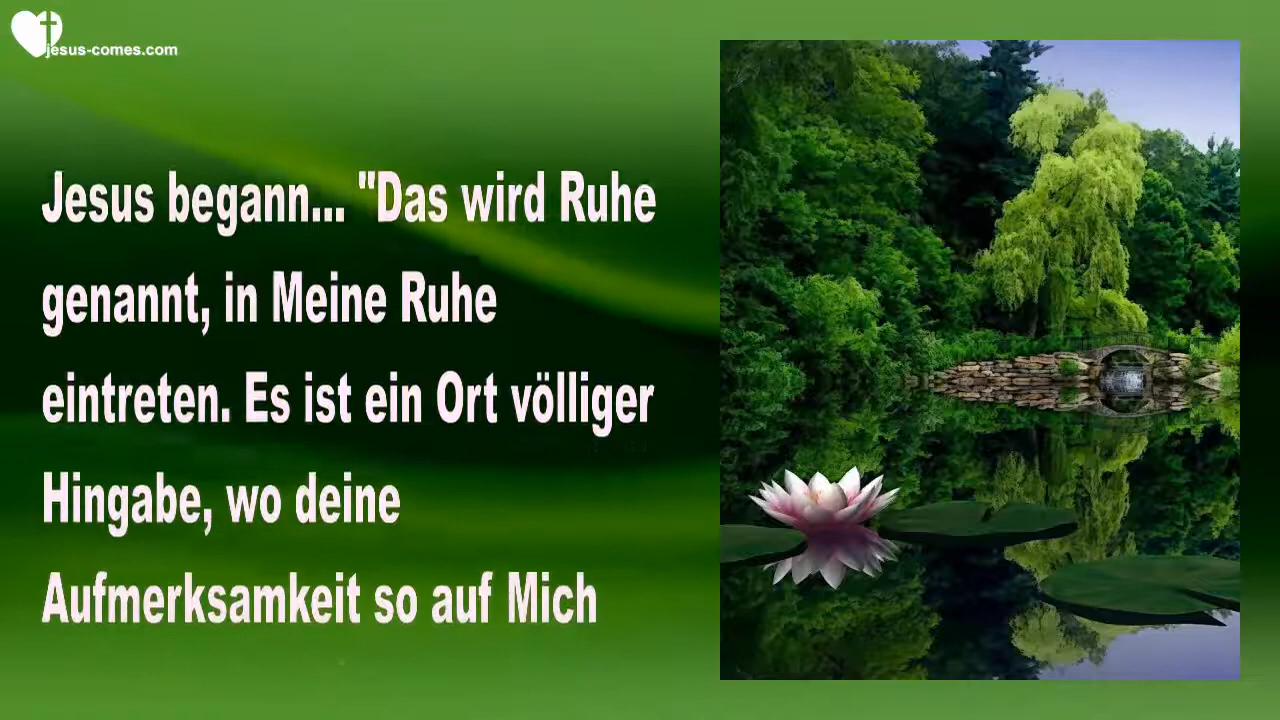 jesus-comes.com
Jesus begann... "Das wird Ruhe
genannt, in Meine Ruhe
eintreten. Es ist ein Ort völliger
Hingabe, wo deine
Aufmerksamkeit so auf Mich